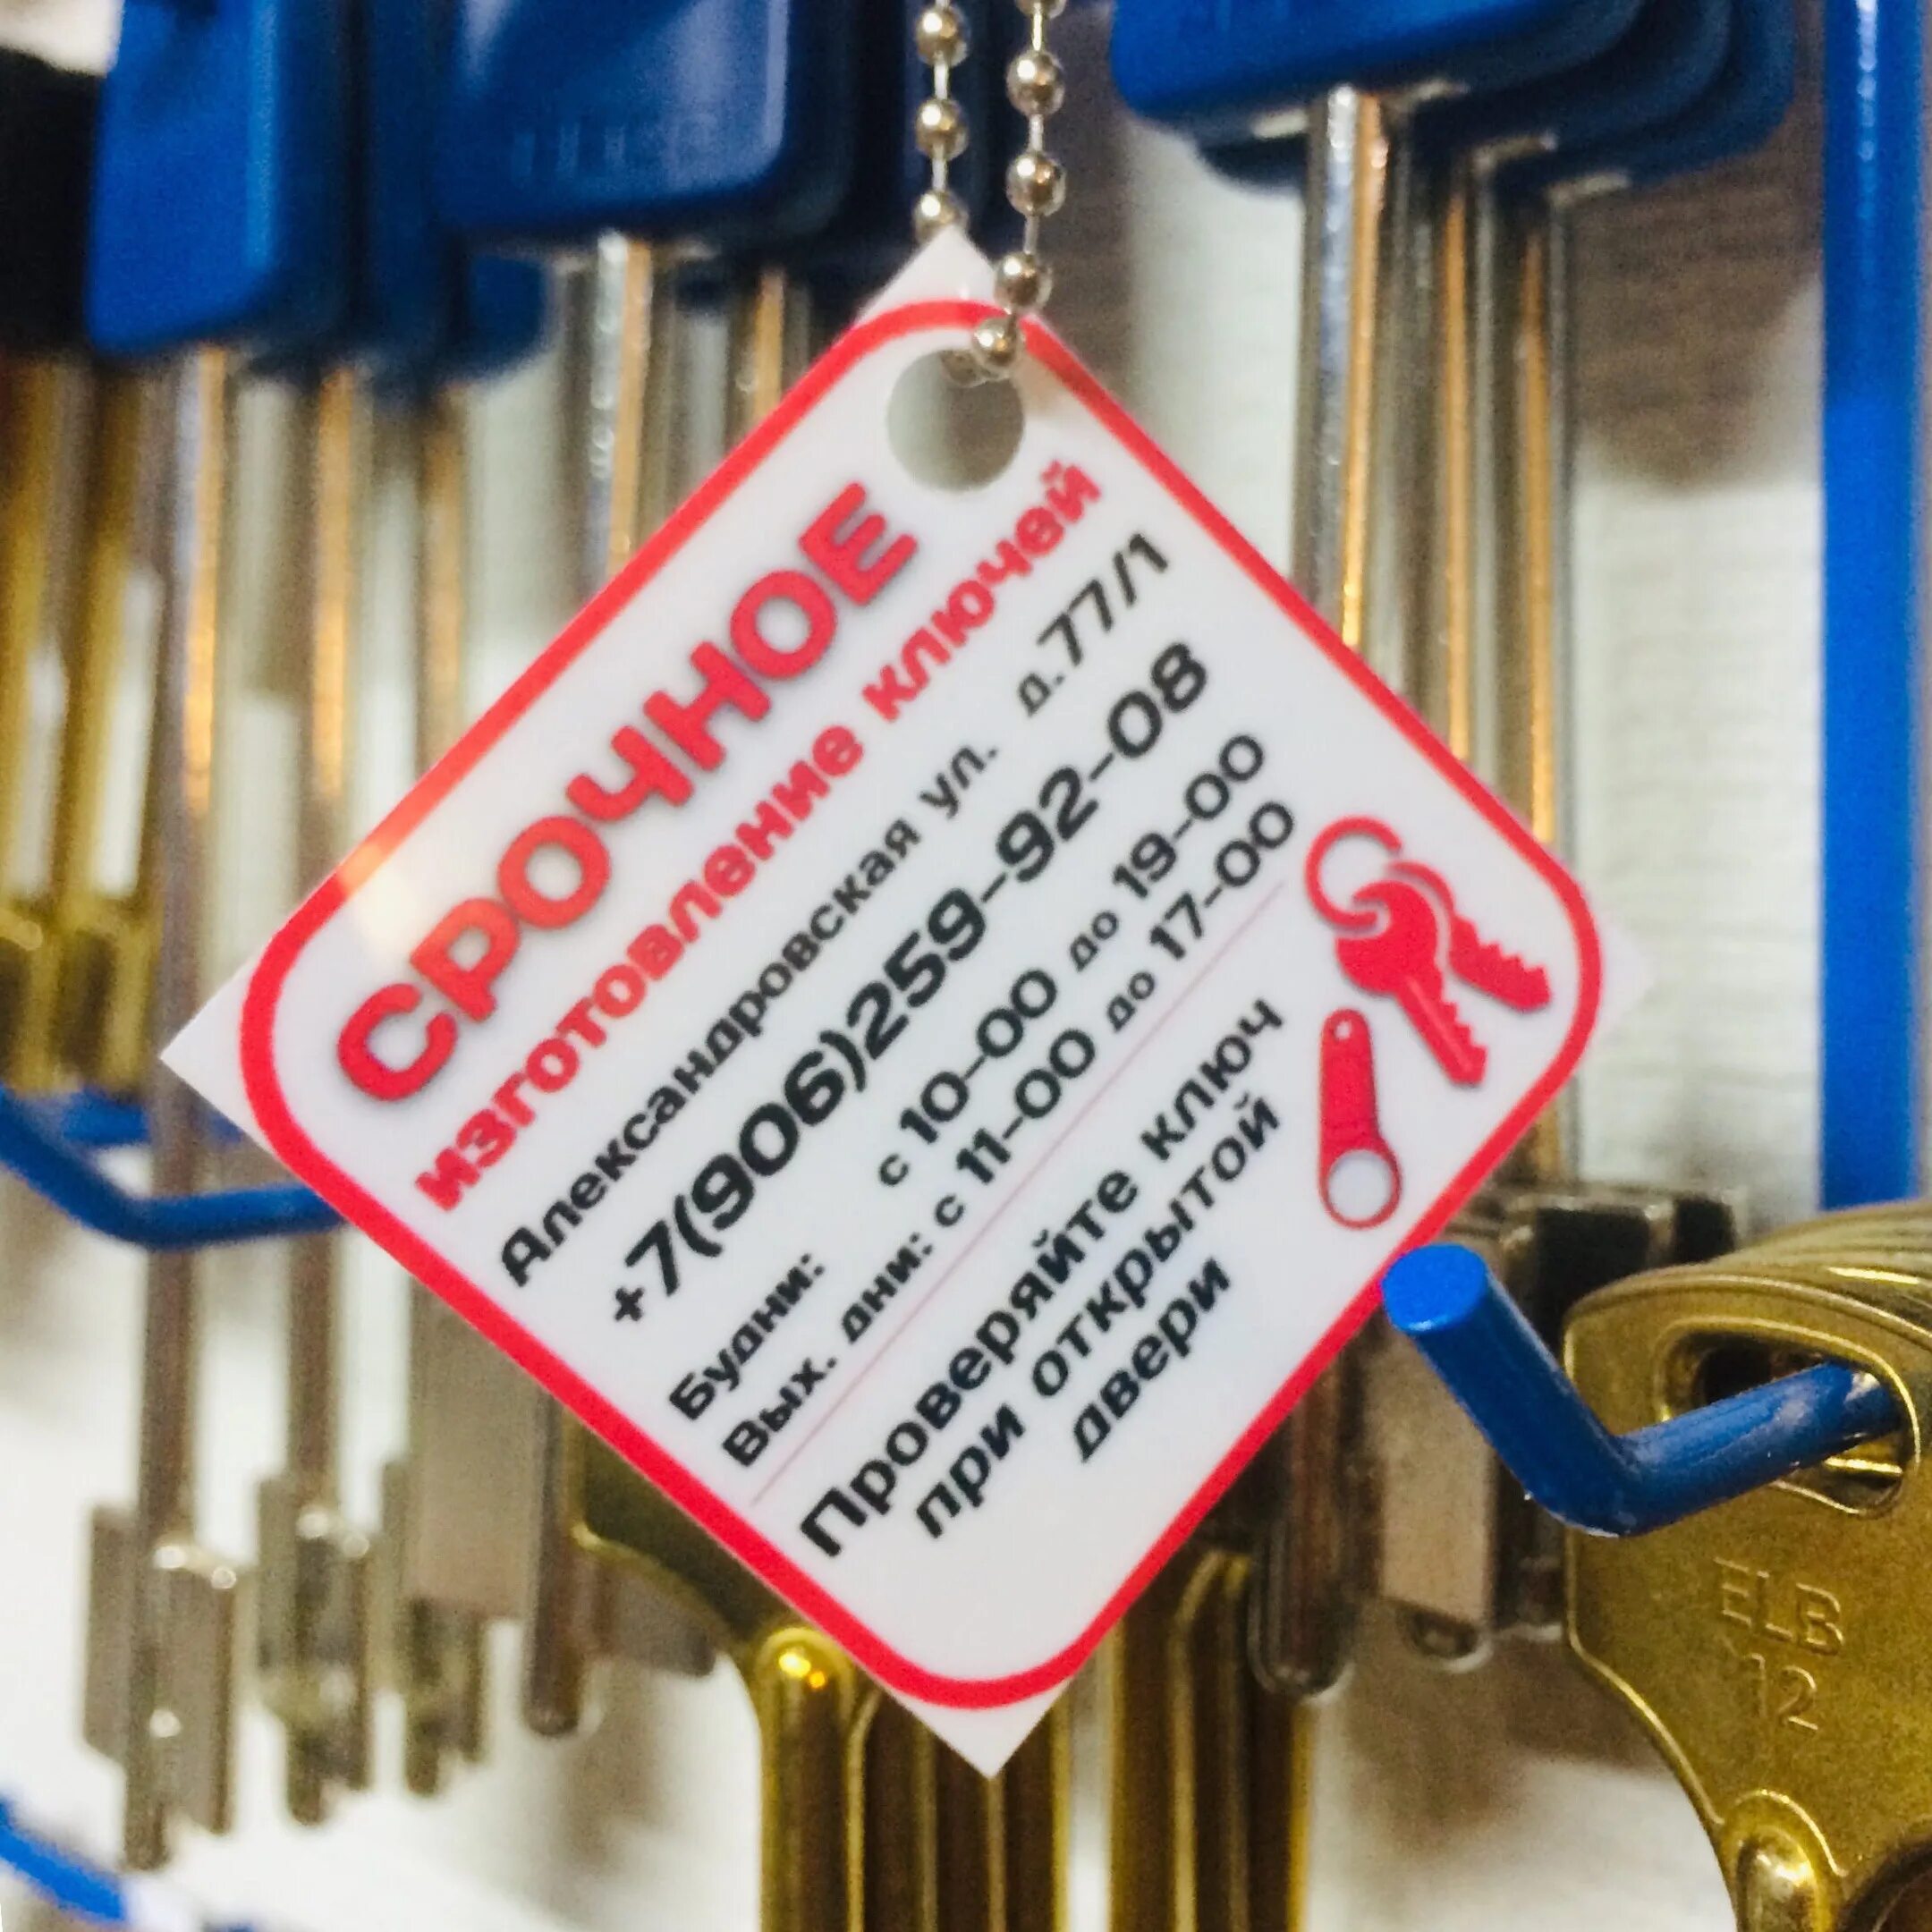 СРОЧНОЕ
изготовление ключей
Александровская ул. д.77/1
+7(906)259-92-08
Будни: с 10-00 до 19-00
Вых. дни: с 11-00 до 17-00
Проверяйте ключ
при открытой
двери
ELB
12